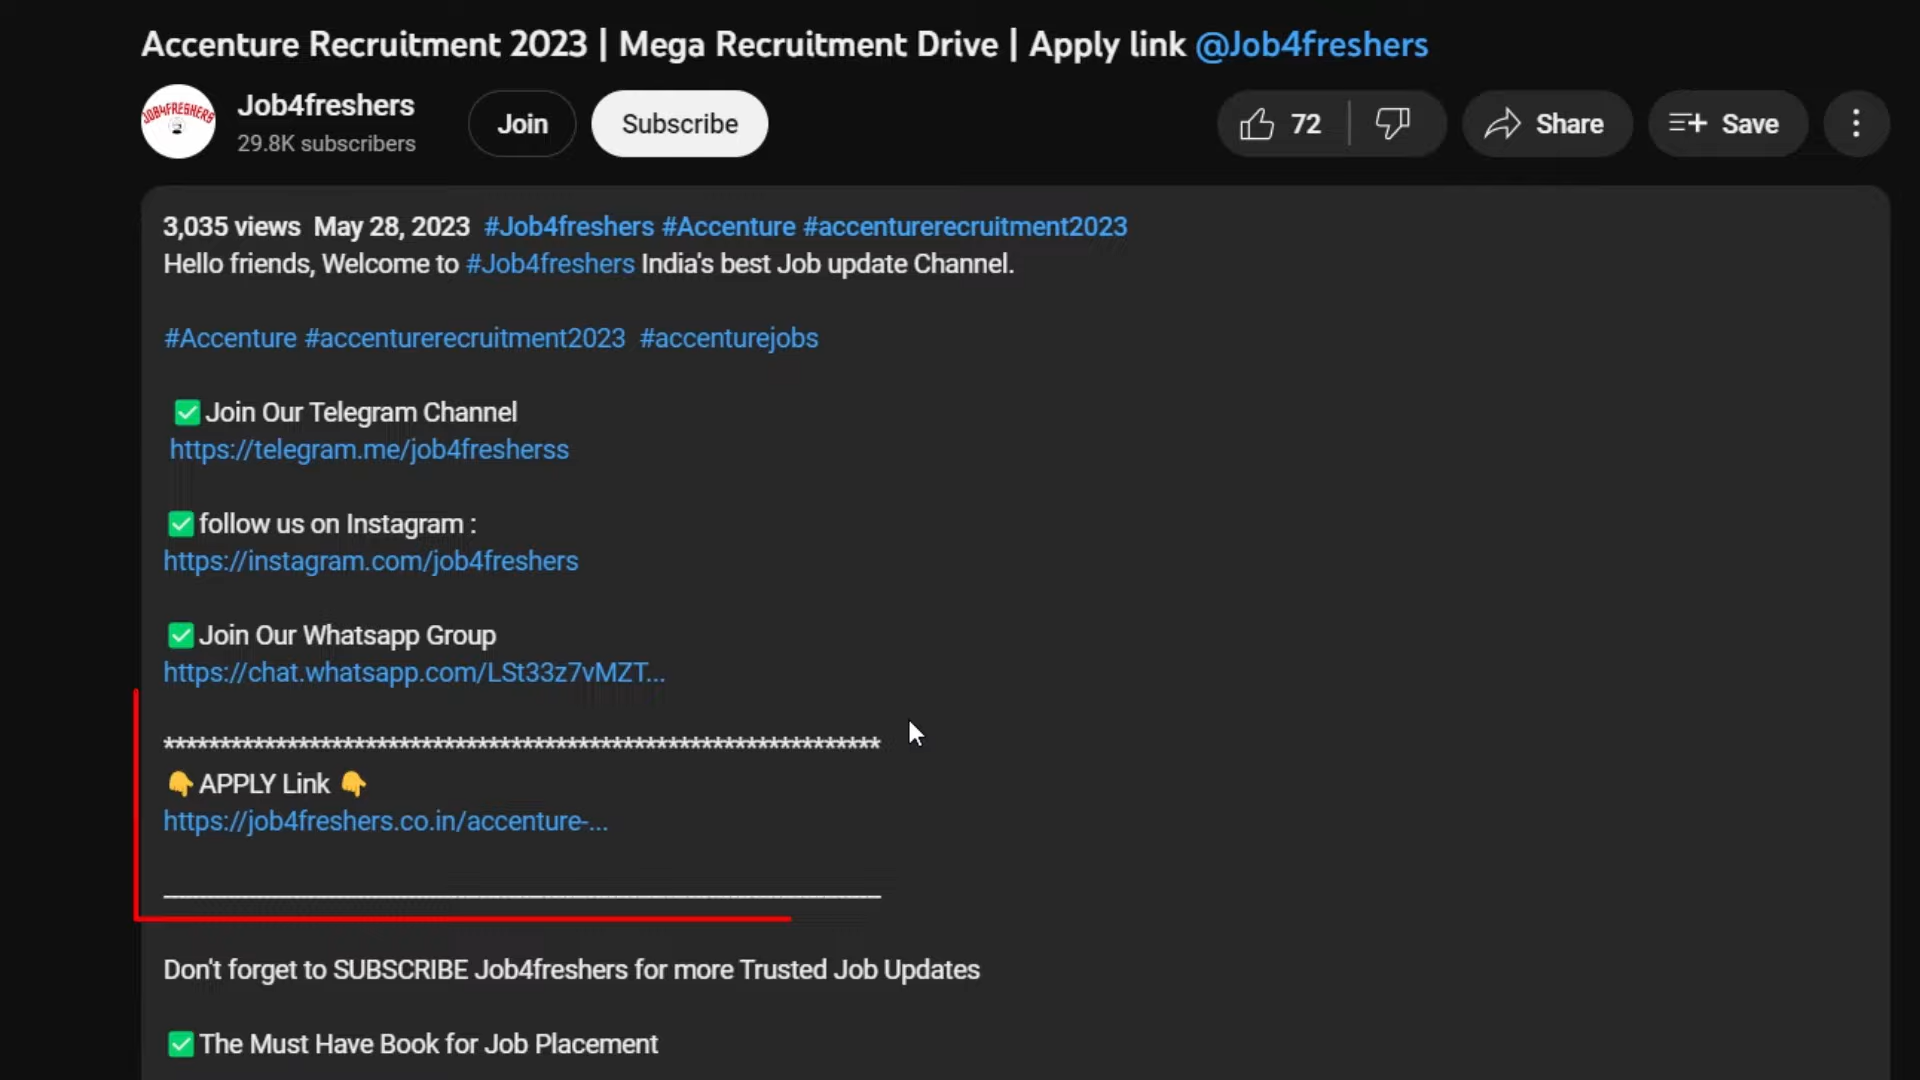 Accenture Recruitment 2023 | Mega Recruitment Drive | Apply link @Job4freshers
JOB4FRESHERS
Job4freshers
29.8K subscribers
Join
Subscribe
72
Share
Save
3,035 views May 28, 2023 #Job4freshers #Accenture #accenturerecruitment2023
Hello friends, Welcome to #Job4freshers India's best Job update Channel.
#Accenture #accenturerecruitment2023 #accenturejobs
✅Join Our Telegram Channel
https://telegram.me/job4fresherss
✅follow us on Instagram :
https://instagram.com/job4freshers
✅Join Our Whatsapp Group
https://chat.whatsapp.com/LSt33z7vMZT...
****************************************************************
👇APPLY Link 👇
https://job4freshers.co.in/accenture-...
Don't forget to SUBSCRIBE Job4freshers for more Trusted Job Updates
✅The Must Have Book for Job Placement